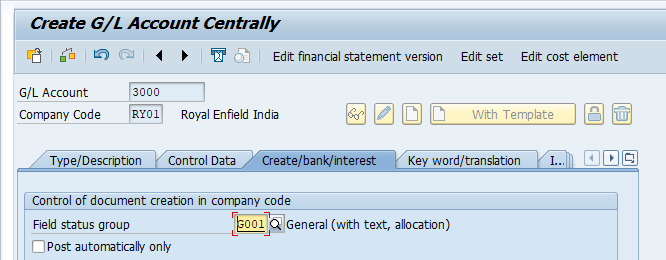 Create G/L Account Centrally
Edit financial statement version Edit set Edit cost element
G/L Account 3000
Company Code RY01 Royal Enfield India
With Template
Type/Description Control Data Create/bank/interest Key word/translation I...
Control of document creation in company code
Field status group G001 General (with text, allocation)
Post automatically only